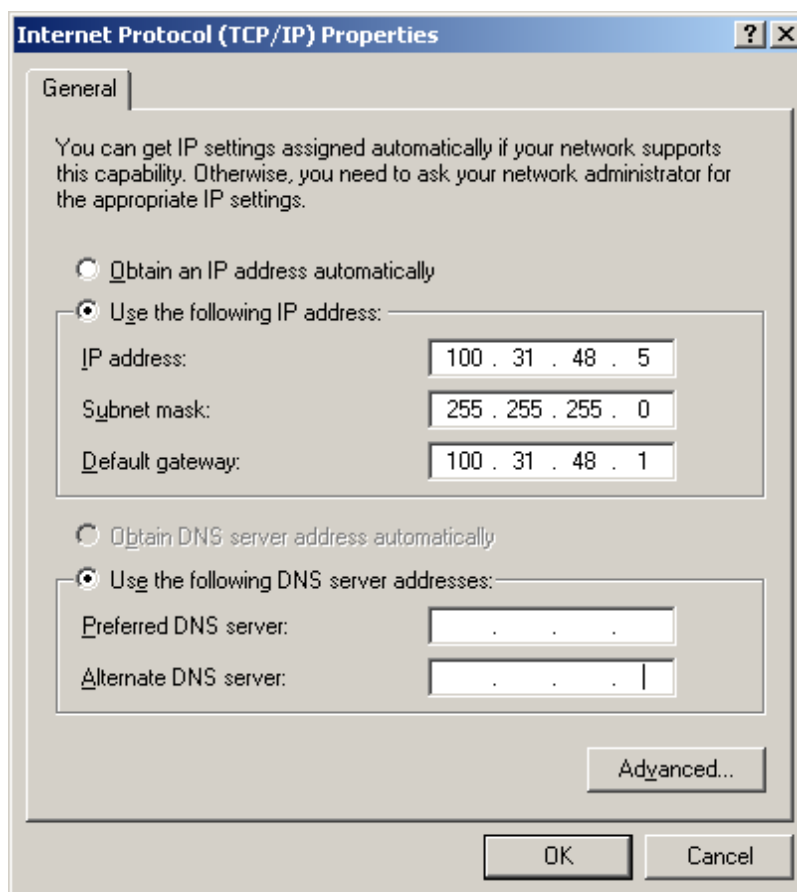 Internet Protocol (TCP/IP) Properties
General
You can get IP settings assigned automatically if your network supports
this capability. Otherwise, you need to ask your network administrator for
the appropriate IP settings.
Obtain an IP address automatically
Use the following IP address:
IP address: 100 . 31 . 48 . 5
Subnet mask: 255 . 255 . 255 . 0
Default gateway: 100 . 31 . 48 . 1
Obtain DNS server address automatically
Use the following DNS server addresses:
Preferred DNS server: . . .
Alternate DNS server: . . .
Advanced...
OK Cancel